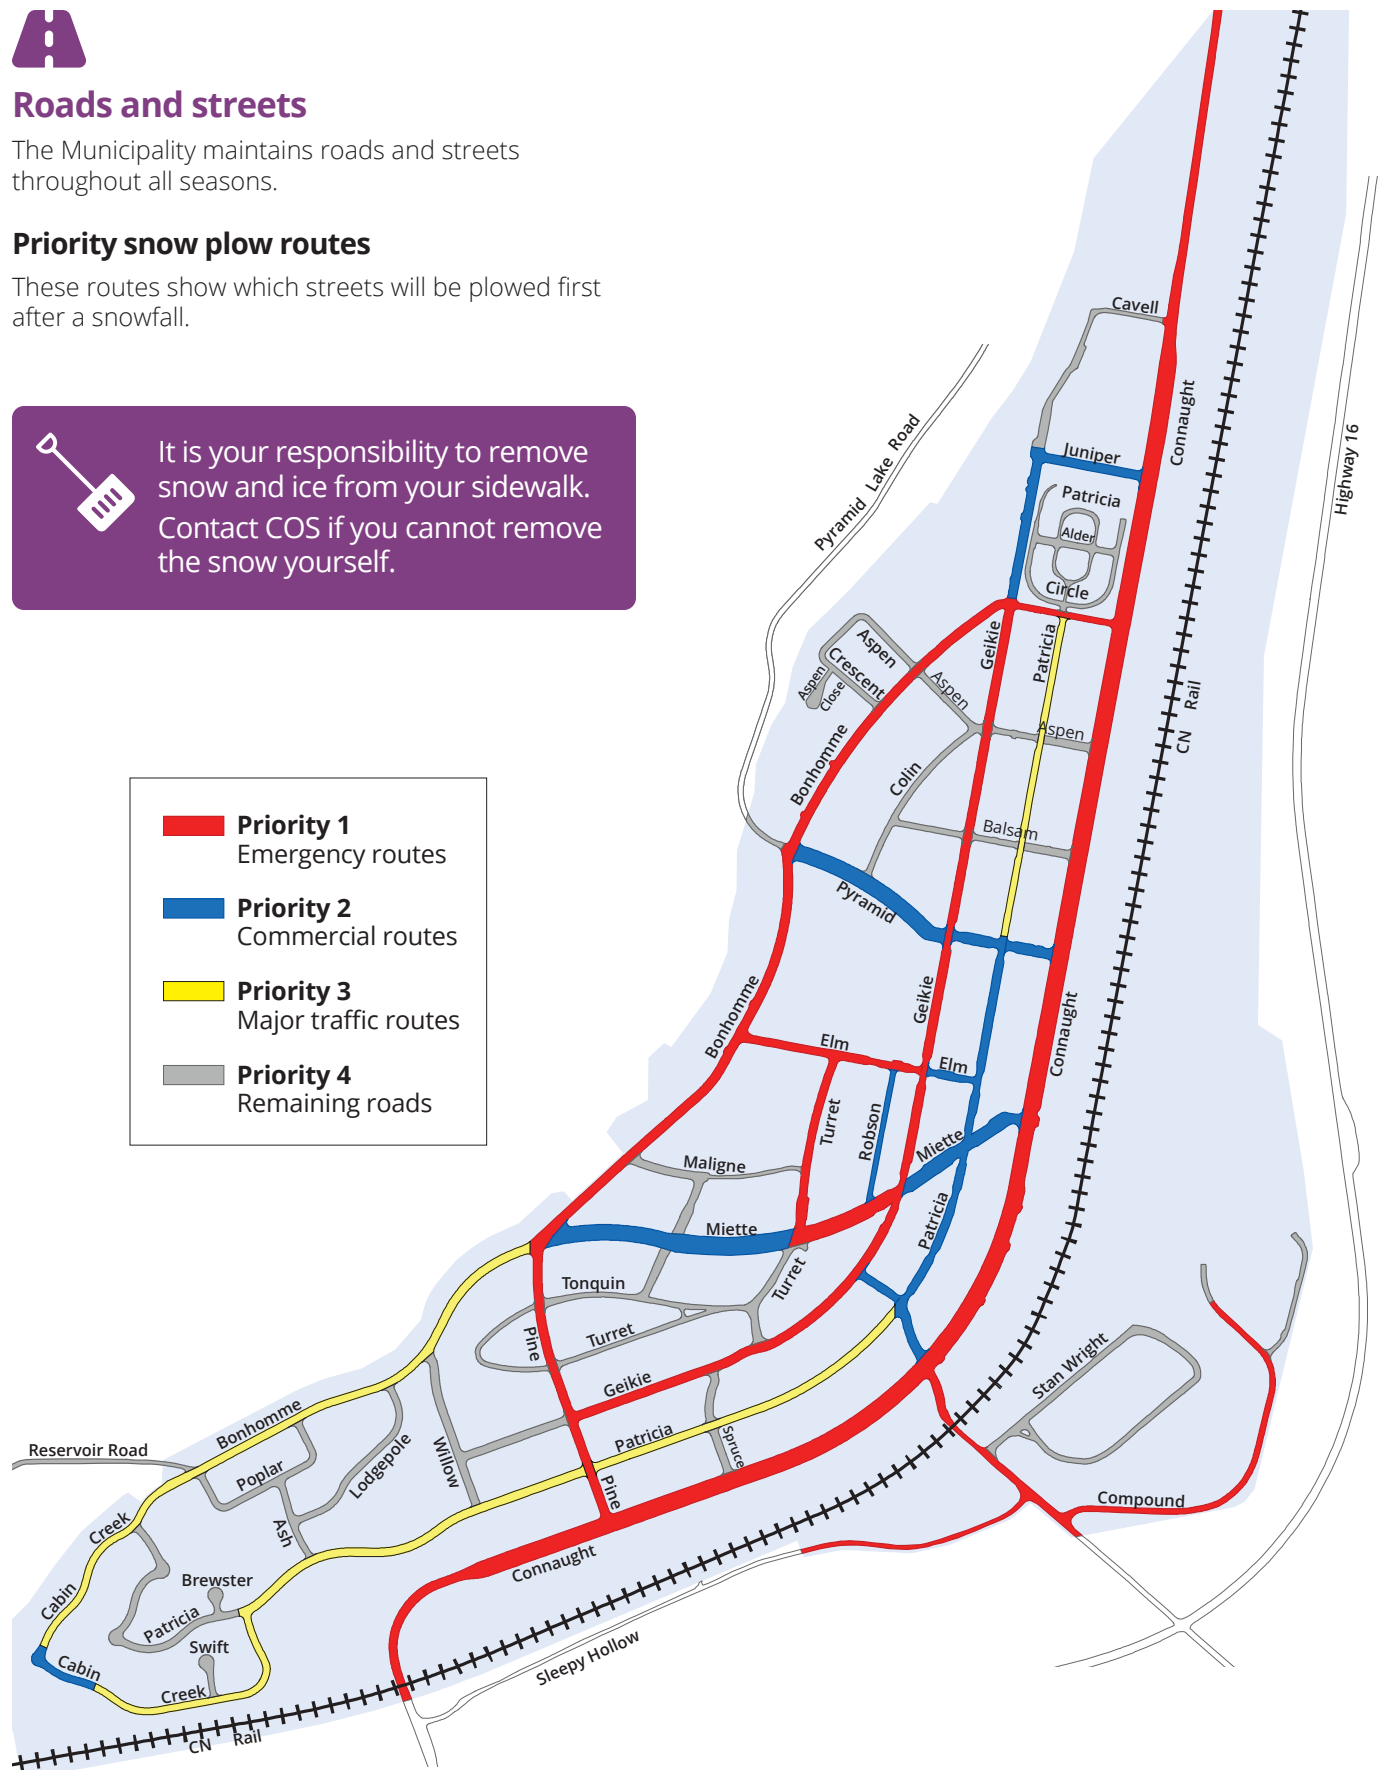 Roads and streets
The Municipality maintains roads and streets
throughout all seasons.
Priority snow plow routes
These routes show which streets will be plowed first
after a snowfall.
It is your responsibility to remove
snow and ice from your sidewalk.
Contact COS if you cannot remove
the snow yourself.
Priority 1
Emergency routes
Priority 2
Commercial routes
Priority 3
Major traffic routes
Priority 4
Remaining roads
Cavell
Connaught
Highway 16
Pyramid Lake Road
Juniper
Patricia
Alder
Circle
Geikie
Patricia
Aspen
Crescent
Aspen
Close
Aspen
Aspen
CN Rail
Bonhomme
Colin
Balsam
Pyramid
Geikie
Bonhomme
Connaught
Elm
Elm
Turret
Robson
Miette
Maligne
Miette
Patricia
Tonquin
Turret
Pine
Turret
Geikie
Stan Wright
Bonhomme
Patricia
Spruce
Reservoir Road
Poplar
Lodgepole
Willow
Pine
Compound
Creek
Ash
Connaught
Cabin
Brewster
Patricia
Swift
Cabin
Creek
Sleepy Hollow
CN Rail